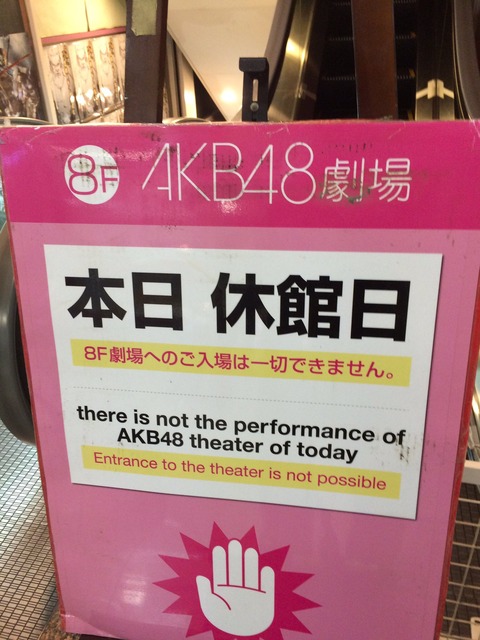 8F AKB48劇場
本日 休館日
8F劇場へのご入場は一切できません。
there is not the performance of
AKB48 theater of today
Entrance to the theater is not possible